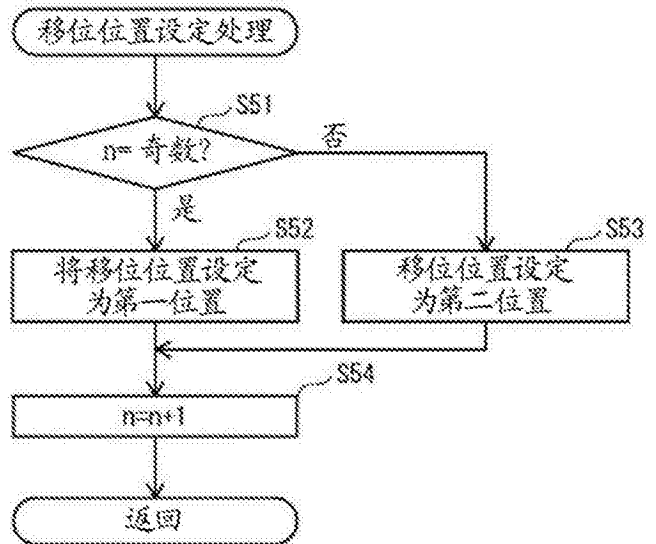 移位位置设定处理
S51
n= 奇数?
否
是
S52
将移位位置设定
为第一位置
S53
移位位置设定
为第二位置
S54
n=n+1
返回